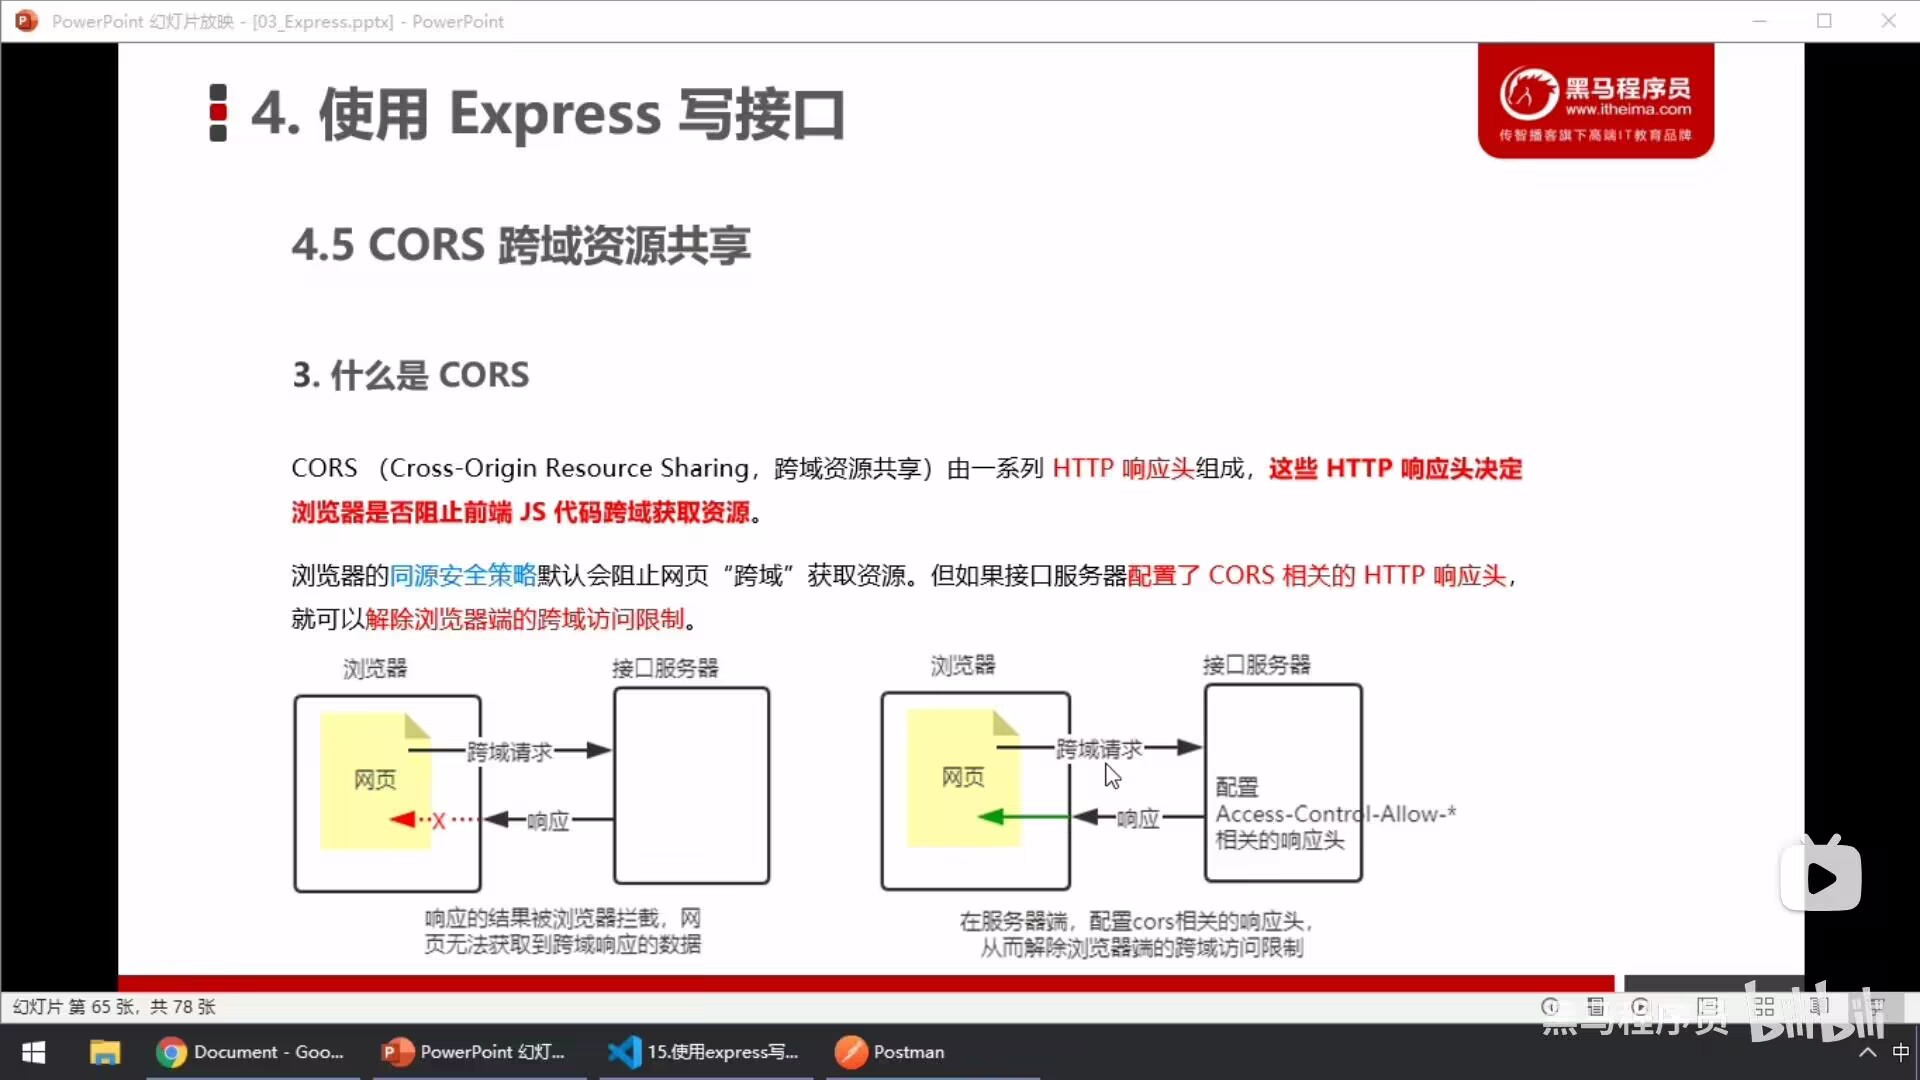 PowerPoint 幻灯片放映 - [03_Express.pptx] - PowerPoint
4. 使用 Express 写接口
黑马程序员
www.itheima.com
传智播客旗下高端IT教育品牌
4.5 CORS 跨域资源共享
3. 什么是 CORS
CORS （Cross-Origin Resource Sharing，跨域资源共享）由一系列 HTTP 响应头组成，这些 HTTP 响应头决定
浏览器是否阻止前端 JS 代码跨域获取资源。
浏览器的同源安全策略默认会阻止网页“跨域”获取资源。但如果接口服务器配置了 CORS 相关的 HTTP 响应头，
就可以解除浏览器端的跨域访问限制。
浏览器
接口服务器
网页
跨域请求
X
响应
响应的结果被浏览器拦截，网
页无法获取到跨域响应的数据
浏览器
接口服务器
网页
跨域请求
响应
配置
Access-Control-Allow-*
相关的响应头
在服务器端，配置cors相关的响应头，
从而解除浏览器端的跨域访问限制
幻灯片 第 65 张，共 78 张
黑马程序员 bilibili
Document - Goo...
PowerPoint 幻灯...
15.使用express写...
Postman
中